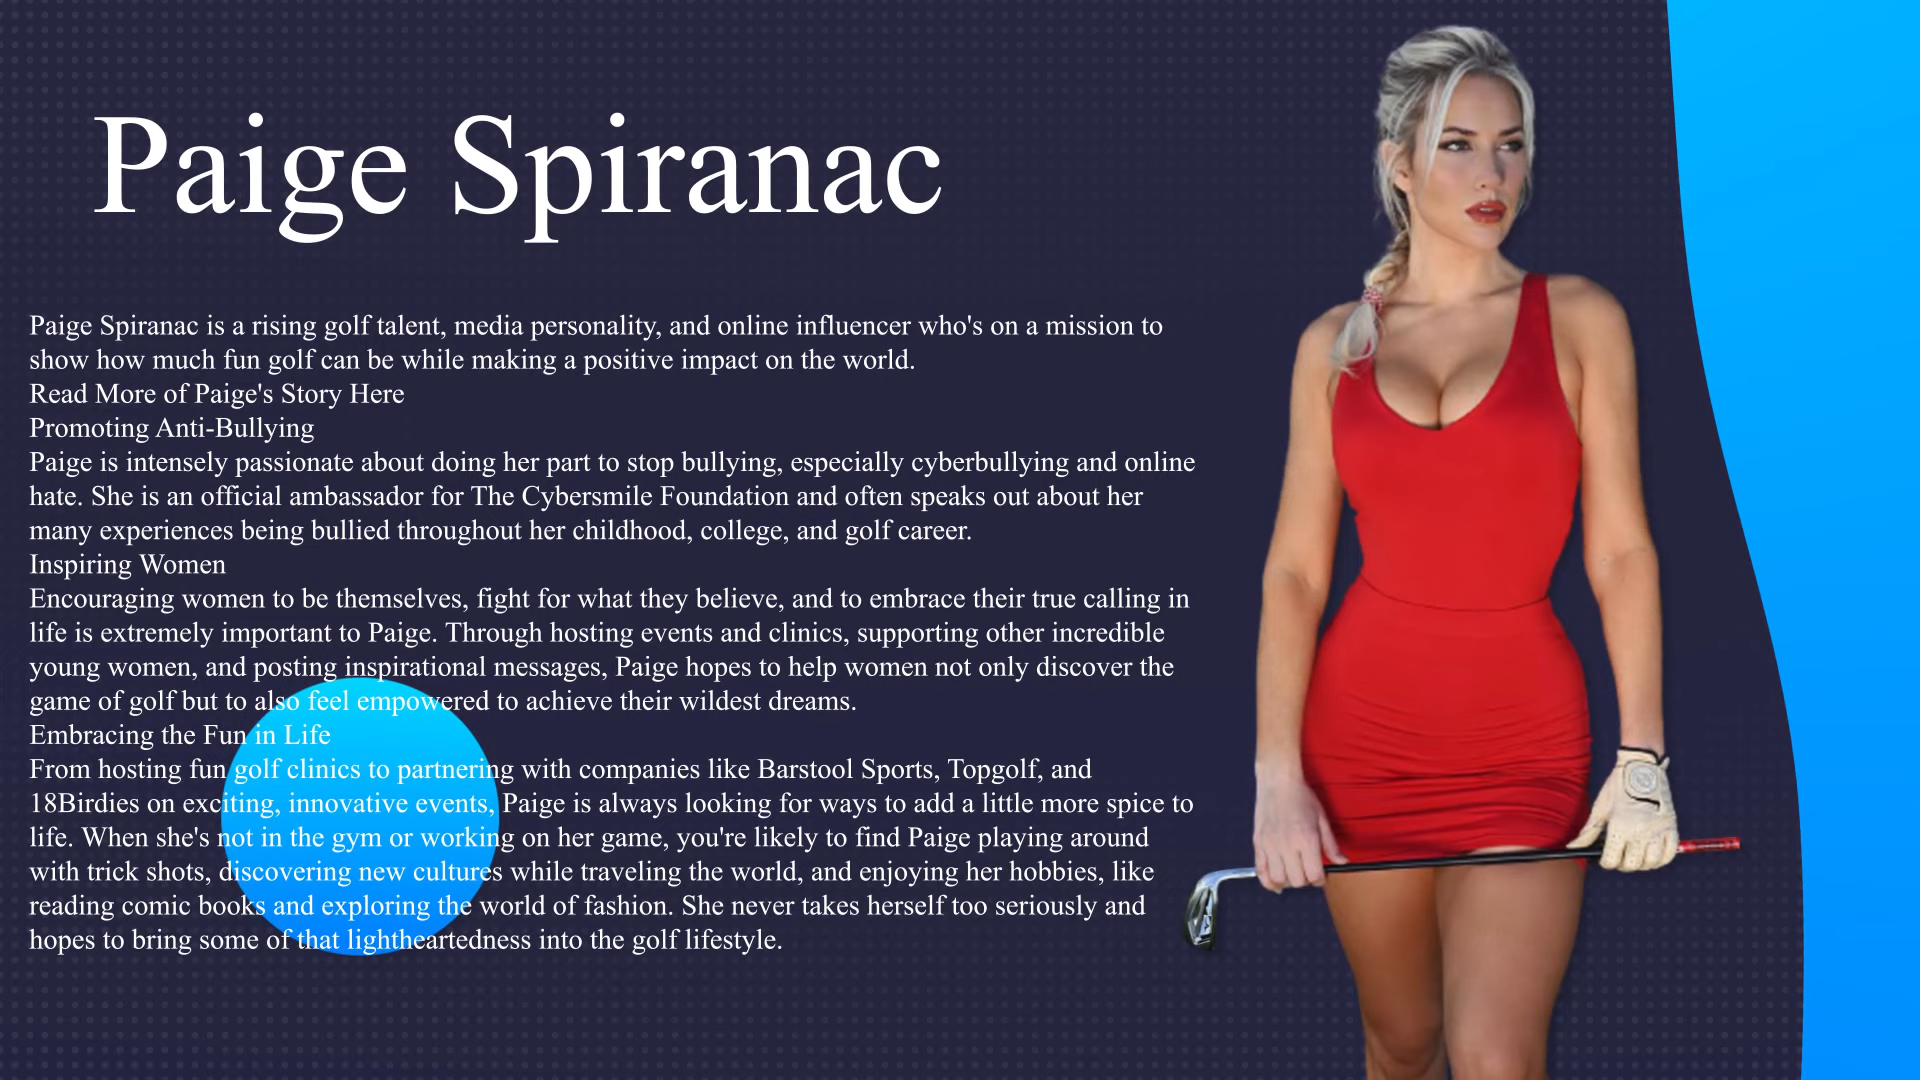 Paige Spiranac
Paige Spiranac is a rising golf talent, media personality, and online influencer who's on a mission to
show how much fun golf can be while making a positive impact on the world.
Read More of Paige's Story Here
Promoting Anti-Bullying
Paige is intensely passionate about doing her part to stop bullying, especially cyberbullying and online
hate. She is an official ambassador for The Cybersmile Foundation and often speaks out about her
many experiences being bullied throughout her childhood, college, and golf career.
Inspiring Women
Encouraging women to be themselves, fight for what they believe, and to embrace their true calling in
life is extremely important to Paige. Through hosting events and clinics, supporting other incredible
young women, and posting inspirational messages, Paige hopes to help women not only discover the
game of golf but to also feel empowered to achieve their wildest dreams.
Embracing the Fun in Life
From hosting fun golf clinics to partnering with companies like Barstool Sports, Topgolf, and
18Birdies on exciting, innovative events, Paige is always looking for ways to add a little more spice to
life. When she's not in the gym or working on her game, you're likely to find Paige playing around
with trick shots, discovering new cultures while traveling the world, and enjoying her hobbies, like
reading comic books and exploring the world of fashion. She never takes herself too seriously and
hopes to bring some of that lightheartedness into the golf lifestyle.